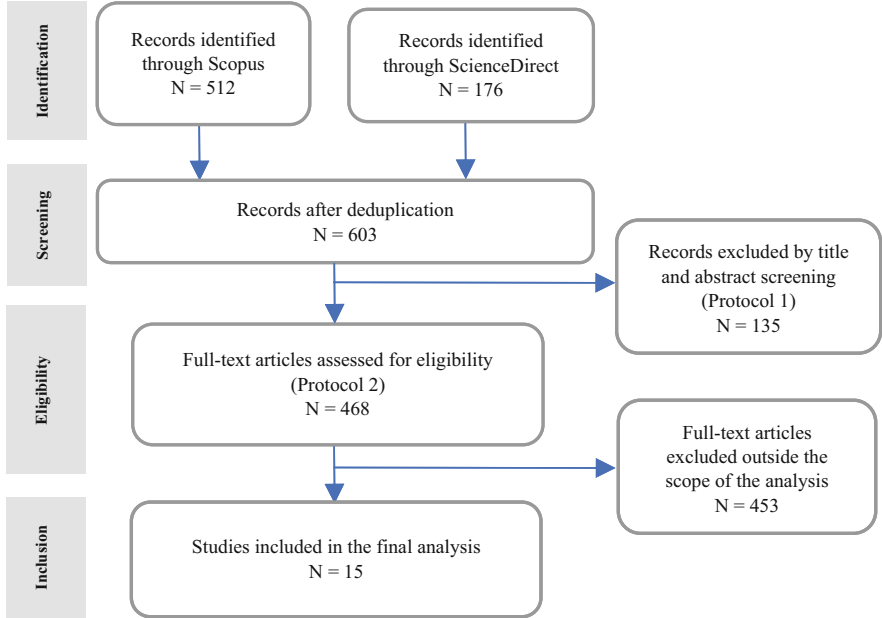 Identification
Records identified
through Scopus
N = 512
Records identified
through ScienceDirect
N = 176
Screening
Records after deduplication
N = 603
Records excluded by title
and abstract screening
(Protocol 1)
N = 135
Eligibility
Full-text articles assessed for eligibility
(Protocol 2)
N = 468
Full-text articles
excluded outside the
scope of the analysis
N = 453
Inclusion
Studies included in the final analysis
N = 15